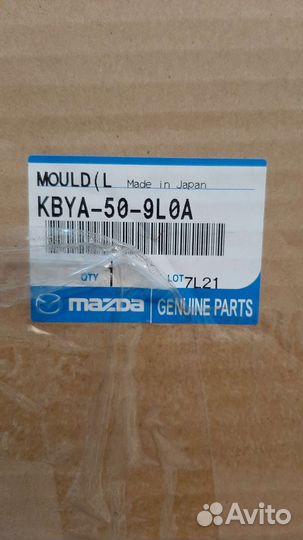 MOULD(L Made in Japan
KBYA-50-9L0A
QTY 1 LOT 7L21
mazda GENUINE PARTS
Avito